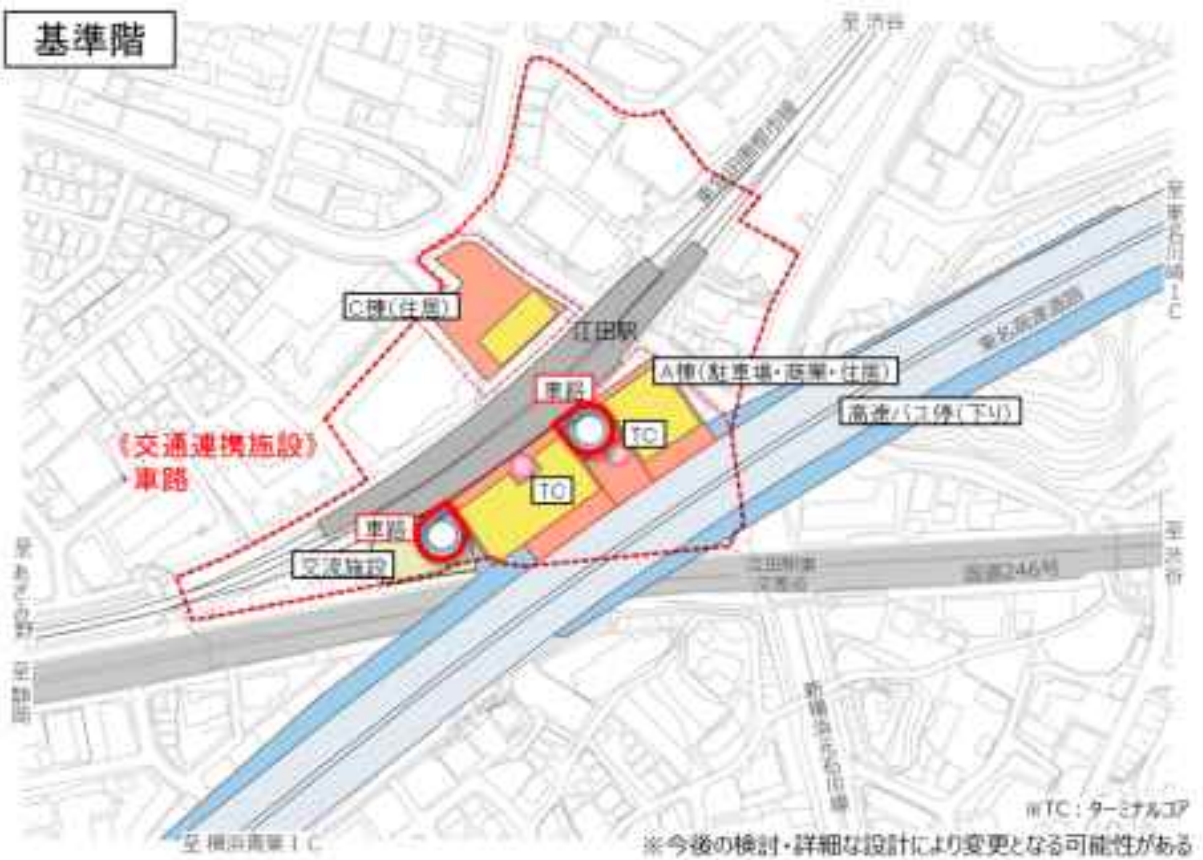 基準階
至 渋谷
東急田園都市線
至 東名川崎IC
C棟(住居)
江田駅
東名高速道路
A棟(駐車場・商業・住居)
車路
高速バス停(下り)
TC
《交通連携施設》
車路
TC
車路
交流施設
江田駅東
交差点
国道246号
至 渋谷
至 あざみ野
至 静岡
新横浜元石川線
至 横浜青葉IC
※TC:ターミナルコア
※今後の検討・詳細な設計により変更となる可能性がある